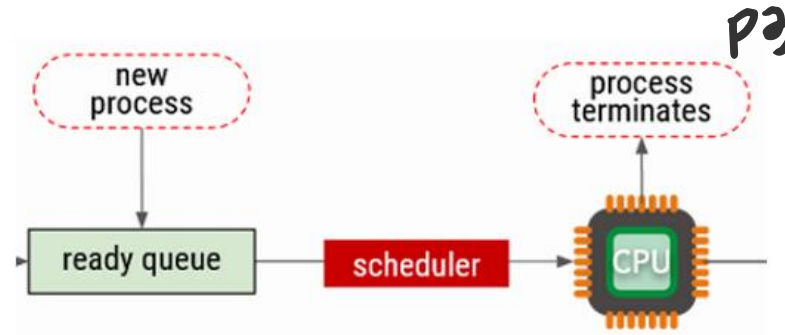 new
process
process
terminates
ready queue
scheduler
CPU